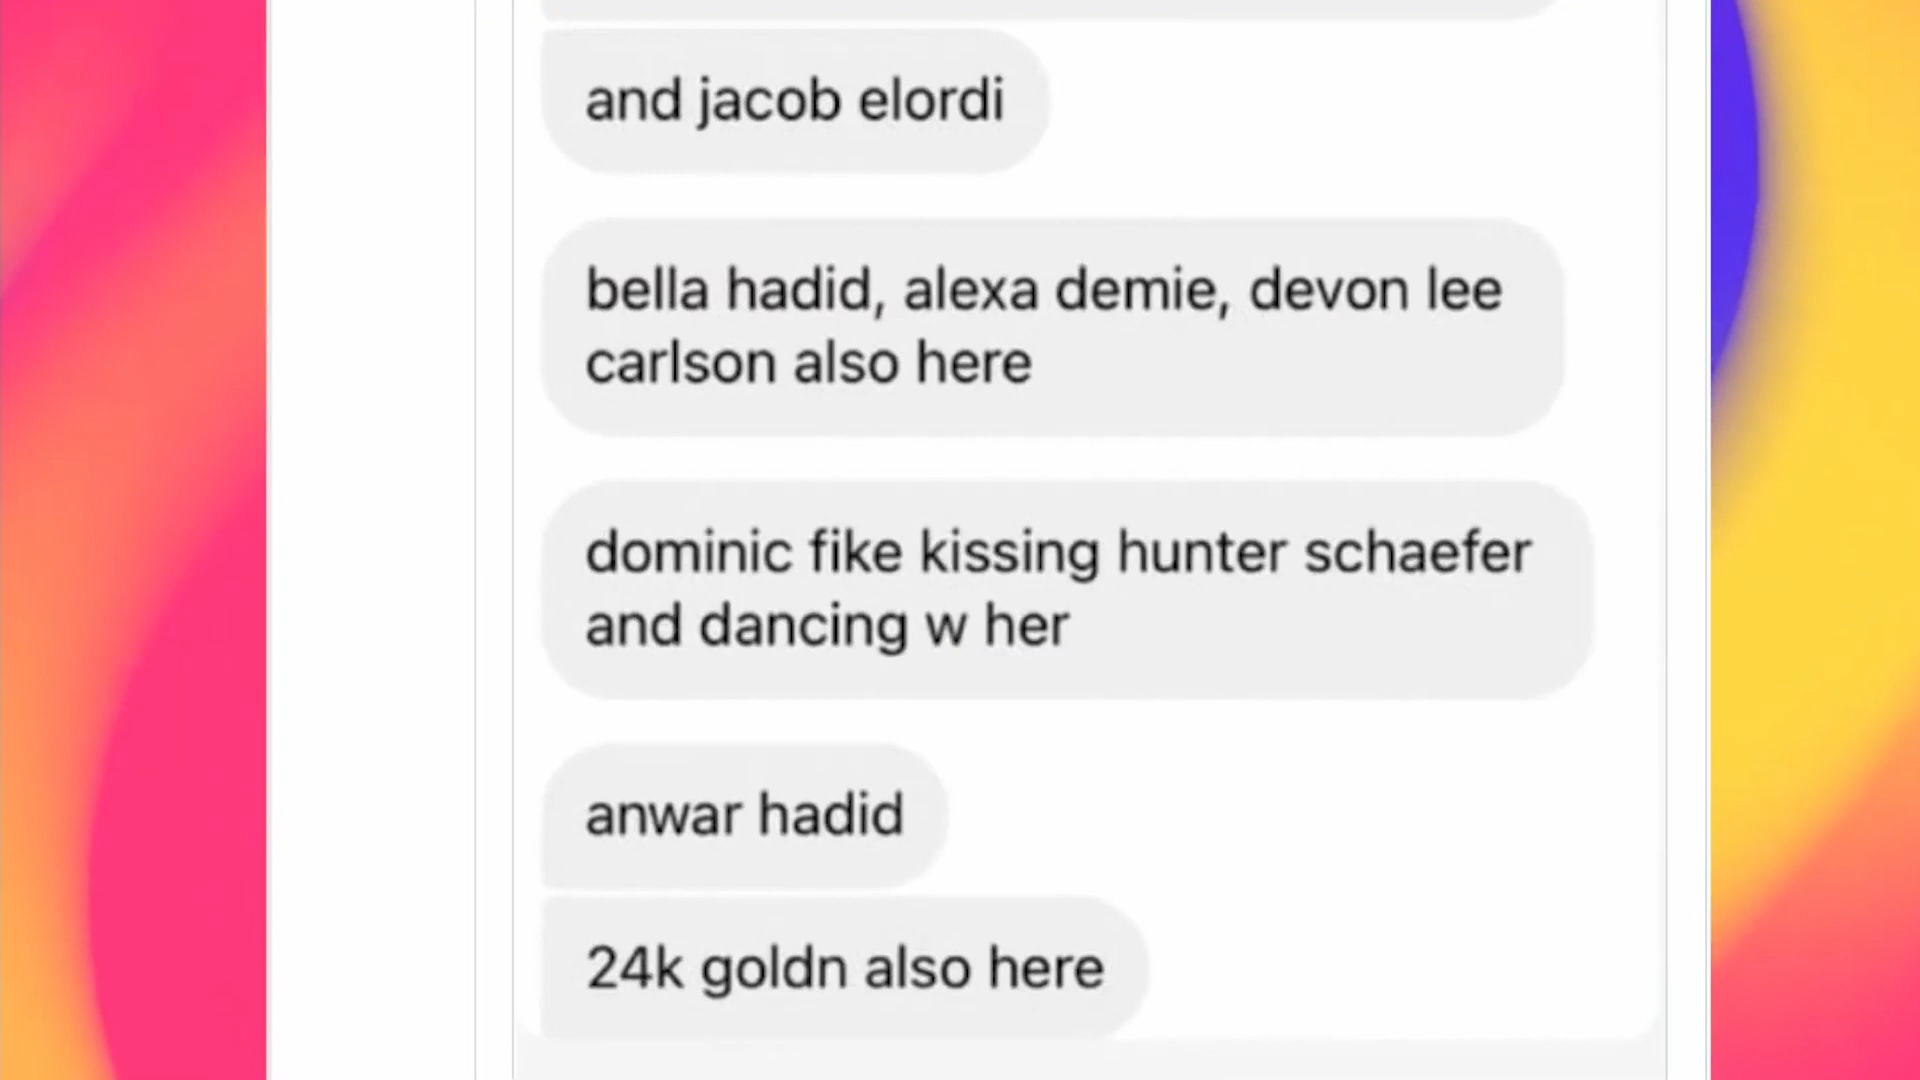 and jacob elordi
bella hadid, alexa demie, devon lee
carlson also here
dominic fike kissing hunter schaefer
and dancing w her
anwar hadid
24k goldn also here